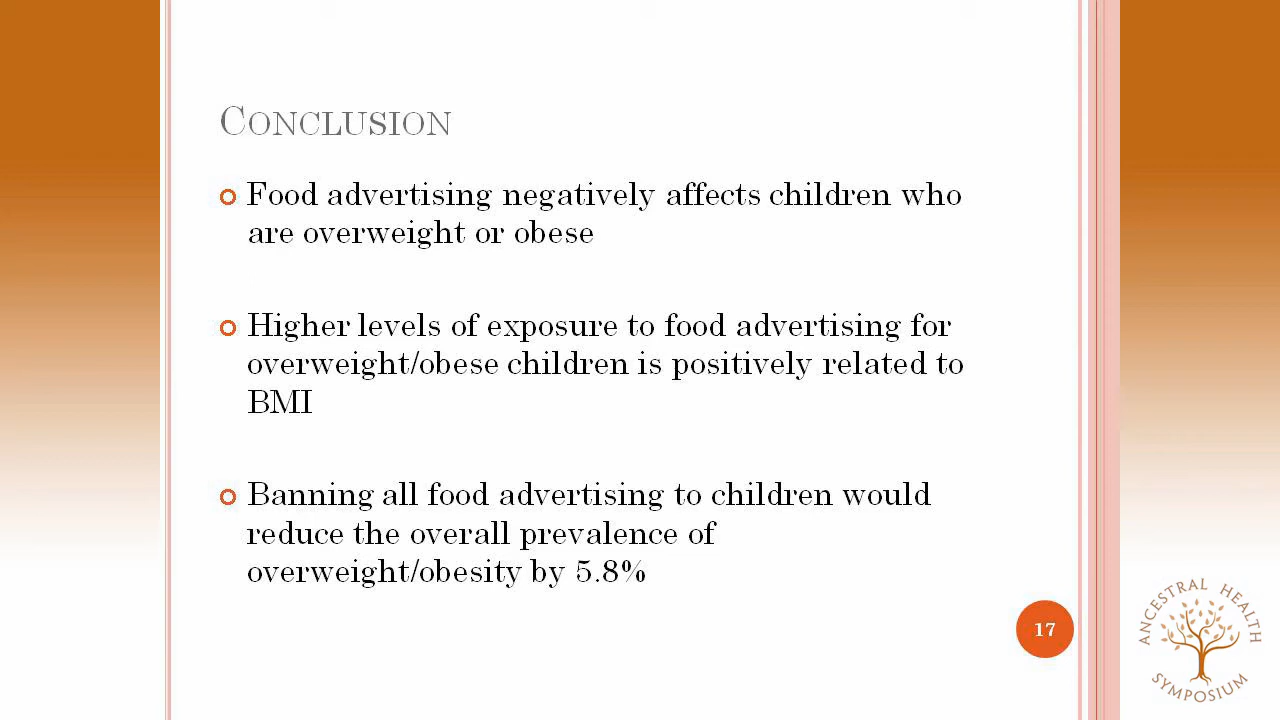 CONCLUSION
Food advertising negatively affects children who
are overweight or obese
Higher levels of exposure to food advertising for
overweight/obese children is positively related to
BMI
Banning all food advertising to children would
reduce the overall prevalence of
overweight/obesity by 5.8%
17
ANCESTRAL HEALTH
SYMPOSIUM